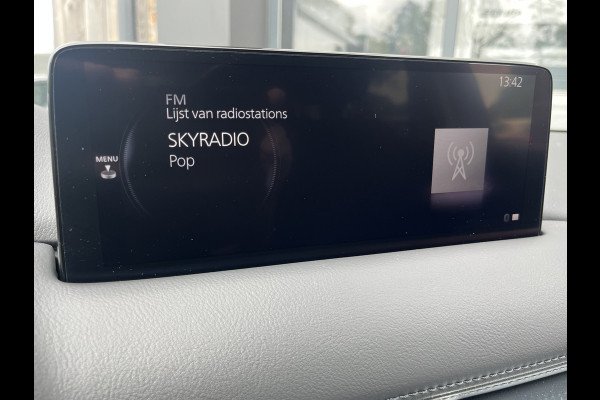 13:42
FM
Lijst van radiostations
SKYRADIO
Pop
MENU